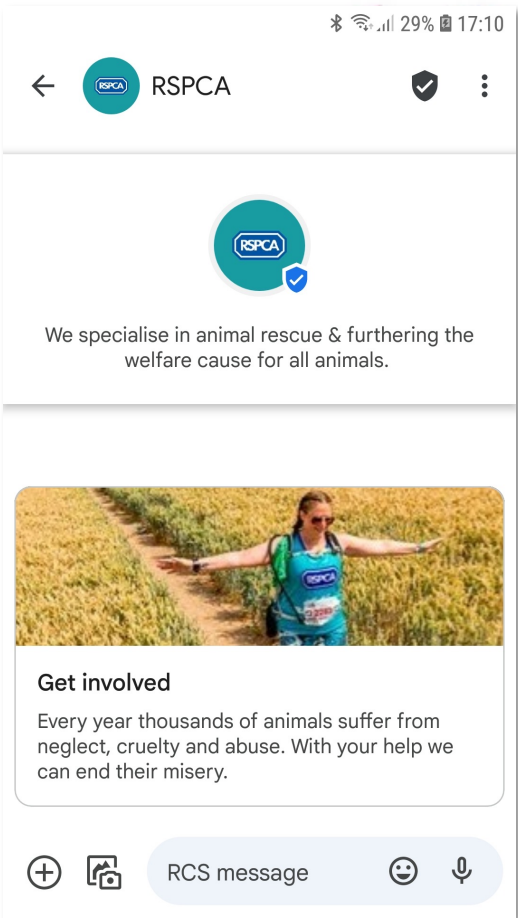 29% 17:10
RSPCA RSPCA
RSPCA
We specialise in animal rescue & furthering the
welfare cause for all animals.
RSPCA
Get involved
Every year thousands of animals suffer from
neglect, cruelty and abuse. With your help we
can end their misery.
RCS message